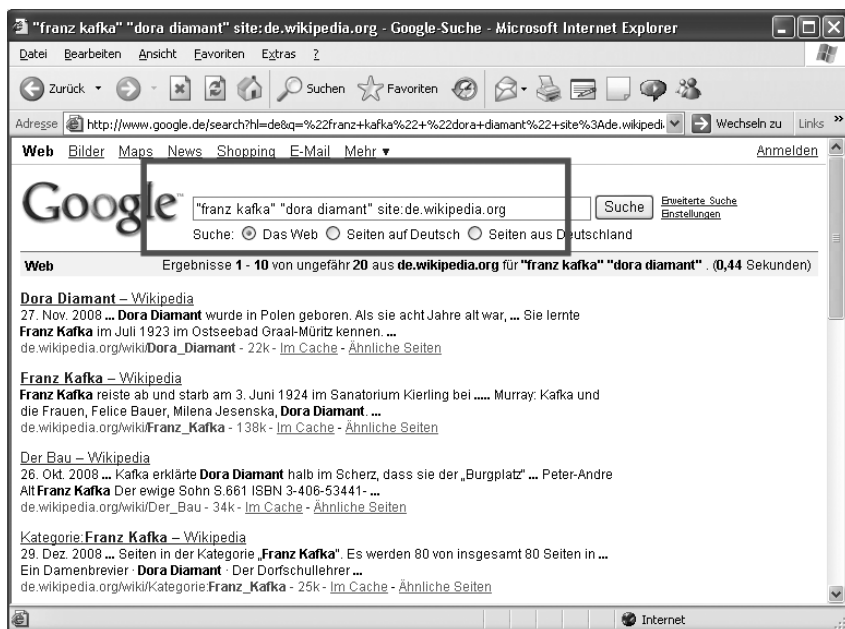 "franz kafka" "dora diamant" site:de.wikipedia.org - Google-Suche - Microsoft Internet Explorer
Datei Bearbeiten Ansicht Favoriten Extras ?
Zurück Suchen Favoriten
Adresse http://www.google.de/search?hl=de&q=%22franz+kafka%22+%22dora+diamant%22+site%3Ade.wikipedi. Wechseln zu Links »
Web Bilder Maps News Shopping E-Mail Mehr ▼ Anmelden
Google™ "franz kafka" "dora diamant" site:de.wikipedia.org Suche Erweiterte Suche
Einstellungen
Suche: Das Web Seiten auf Deutsch Seiten aus Deutschland
Web Ergebnisse 1 - 10 von ungefähr 20 aus de.wikipedia.org für "franz kafka" "dora diamant" . (0,44 Sekunden)
Dora Diamant – Wikipedia
27. Nov. 2008 ... Dora Diamant wurde in Polen geboren. Als sie acht Jahre alt war, ... Sie lernte
Franz Kafka im Juli 1923 im Ostseebad Graal-Müritz kennen. ...
de.wikipedia.org/wiki/Dora_Diamant - 22k - Im Cache - Ähnliche Seiten
Franz Kafka – Wikipedia
Franz Kafka reiste ab und starb am 3. Juni 1924 im Sanatorium Kierling bei ..... Murray: Kafka und
die Frauen, Felice Bauer, Milena Jesenska, Dora Diamant. ...
de.wikipedia.org/wiki/Franz_Kafka - 138k - Im Cache - Ähnliche Seiten
Der Bau – Wikipedia
26. Okt. 2008 ... Kafka erklärte Dora Diamant halb im Scherz, dass sie der „Burgplatz" ... Peter-Andre
Alt Franz Kafka Der ewige Sohn S.661 ISBN 3-406-53441- ...
de.wikipedia.org/wiki/Der_Bau - 34k - Im Cache - Ähnliche Seiten
Kategorie:Franz Kafka – Wikipedia
29. Dez. 2008 ... Seiten in der Kategorie „Franz Kafka". Es werden 80 von insgesamt 80 Seiten in ...
Ein Damenbrevier · Dora Diamant · Der Dorfschullehrer ...
de.wikipedia.org/wiki/Kategorie:Franz_Kafka - 25k - Im Cache - Ähnliche Seiten
Internet